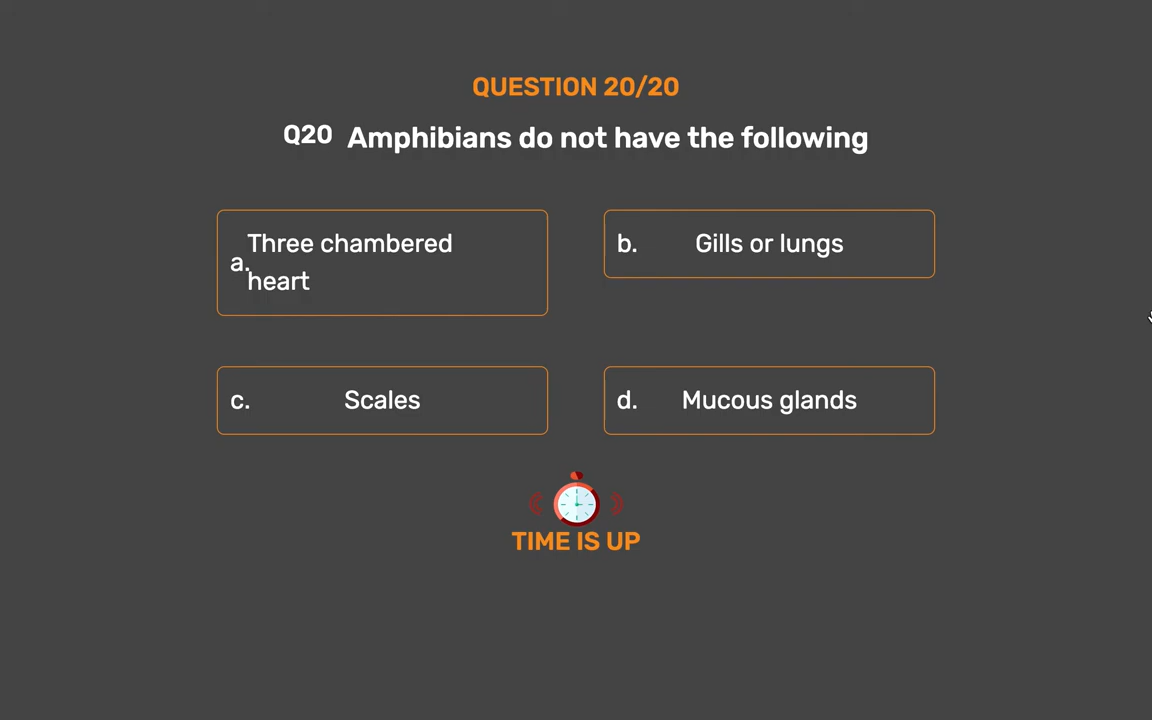 QUESTION 20/20
Q20 Amphibians do not have the following
a. Three chambered
heart
b. Gills or lungs
c. Scales
d. Mucous glands
TIME IS UP